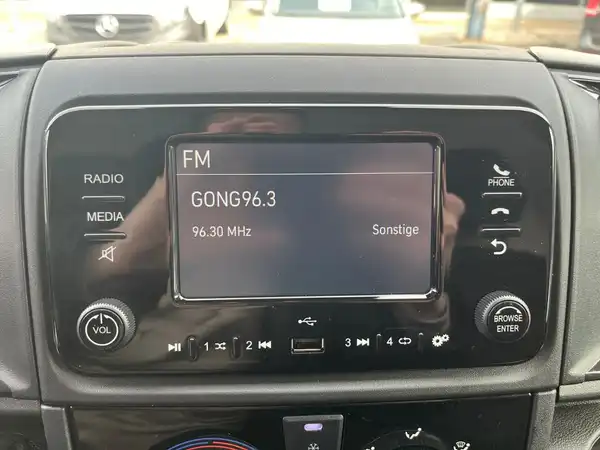 FM
GONG96.3
96.30 MHz
Sonstige
RADIO
MEDIA
PHONE
VOL
BROWSE
ENTER
1
2
3
4